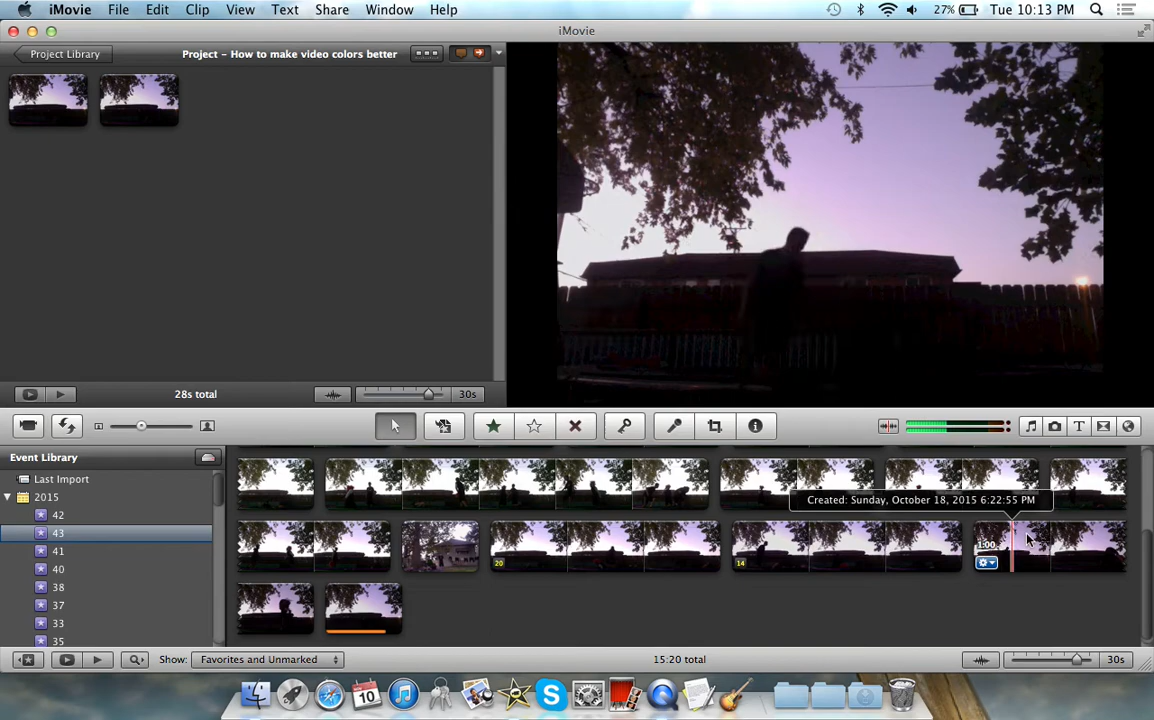 iMovie File Edit Clip View Text Share Window Help 27% Tue 10:13 PM
iMovie
Project Library Project - How to make video colors better
28s total 30s
Event Library
Last Import
2015
42
43
41
40
38
37
33
35
Created: Sunday, October 18, 2015 6:22:55 PM
20
14
1:00
Show: Favorites and Unmarked 15:20 total 30s
10